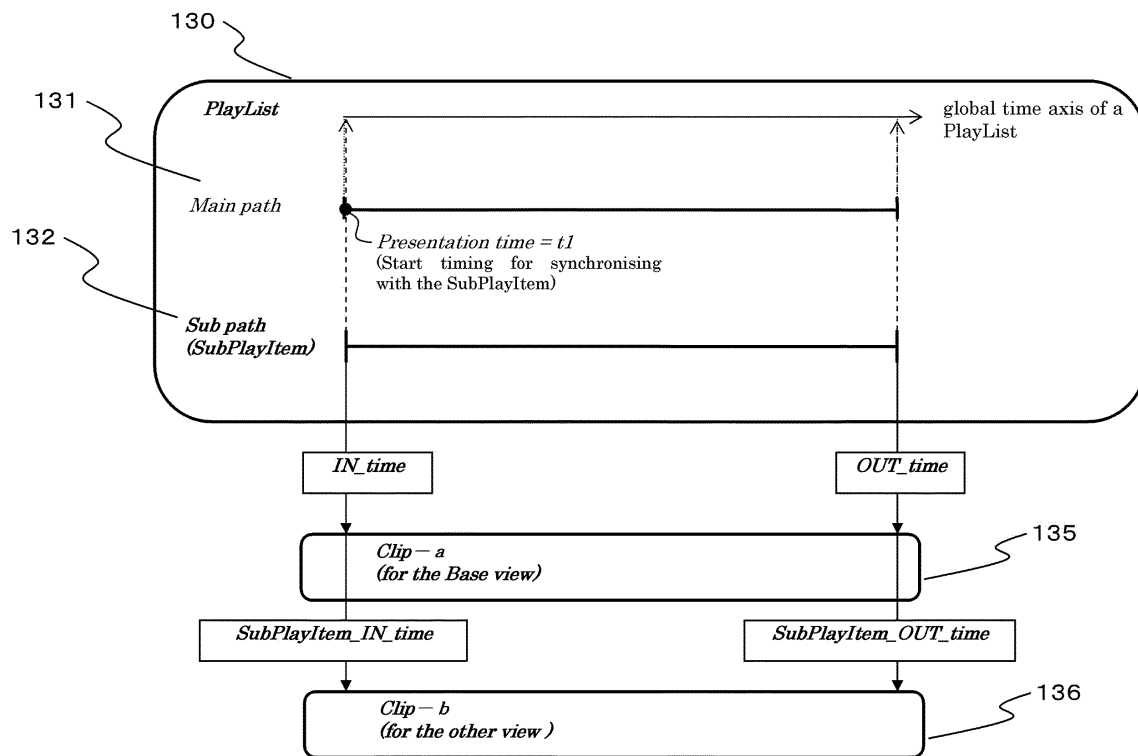 130
131
PlayList
global time axis of a
PlayList
Main path
132
Presentation time = t1
(Start timing for synchronising
with the SubPlayItem)
Sub path
(SubPlayItem)
IN_time
OUT_time
135
Clip－a
(for the Base view)
SubPlayItem_IN_time
SubPlayItem_OUT_time
136
Clip－b
(for the other view )